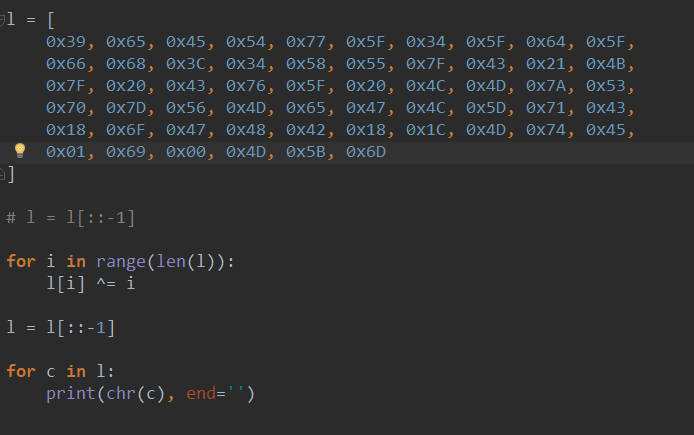 l = [
    0x39, 0x65, 0x45, 0x54, 0x77, 0x5F, 0x34, 0x5F, 0x64, 0x5F,
    0x66, 0x68, 0x3C, 0x34, 0x58, 0x55, 0x7F, 0x43, 0x21, 0x4B,
    0x7F, 0x20, 0x43, 0x76, 0x5F, 0x20, 0x4C, 0x4D, 0x7A, 0x53,
    0x70, 0x7D, 0x56, 0x4D, 0x65, 0x47, 0x4C, 0x5D, 0x71, 0x43,
    0x18, 0x6F, 0x47, 0x48, 0x42, 0x18, 0x1C, 0x4D, 0x74, 0x45,
    0x01, 0x69, 0x00, 0x4D, 0x5B, 0x6D
]
# l = l[::-1]
for i in range(len(l)):
    l[i] ^= i
l = l[::-1]
for c in l:
    print(chr(c), end='')